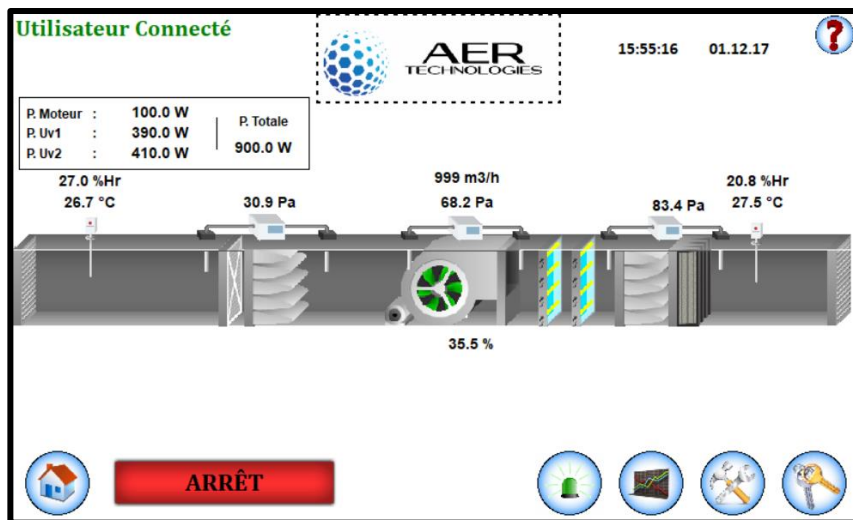 Utilisateur Connecté
AER
TECHNOLOGIES
15:55:16 01.12.17
?
P. Moteur : 100.0 W
P. Uv1 : 390.0 W
P. Uv2 : 410.0 W
P. Totale
900.0 W
27.0 %Hr
26.7 °C
30.9 Pa
999 m3/h
68.2 Pa
83.4 Pa
20.8 %Hr
27.5 °C
35.5 %
ARRÊT